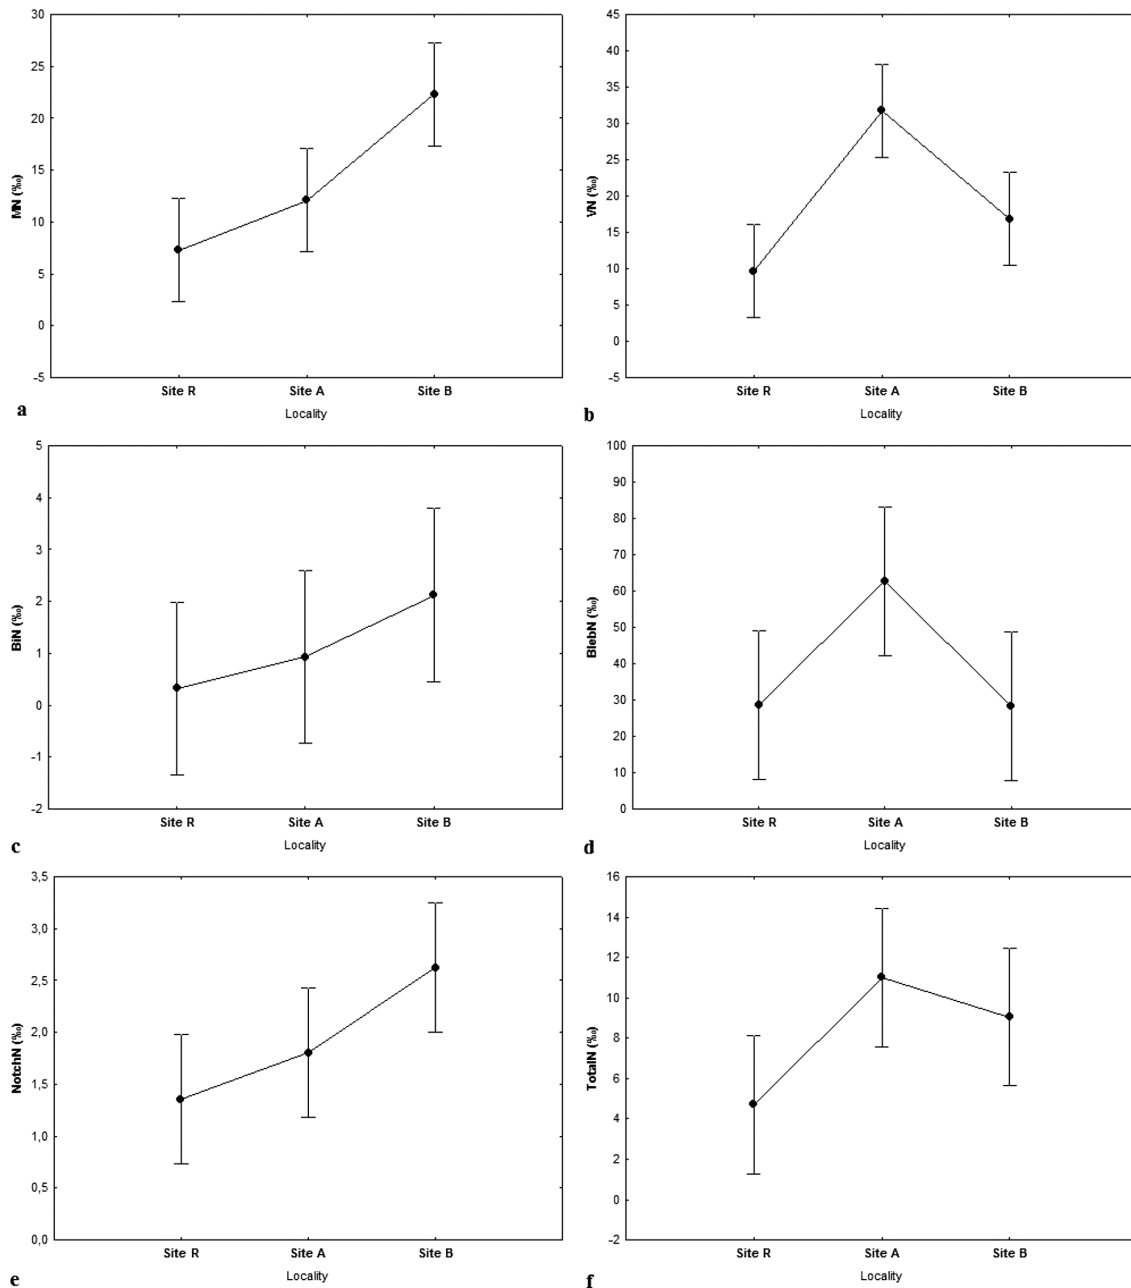 30
25
20
15
10
5
0
-5
MN (‰)
Site R Site A Site B
Locality
a
45
40
35
30
25
20
15
10
5
0
-5
VN (‰)
Site R Site A Site B
Locality
b
5
4
3
2
1
0
-1
-2
BiN (‰)
Site R Site A Site B
Locality
c
100
90
80
70
60
50
40
30
20
10
0
BlebN (‰)
Site R Site A Site B
Locality
d
3,5
3,0
2,5
2,0
1,5
1,0
0,5
0,0
NotchN (‰)
Site R Site A Site B
Locality
e
16
14
12
10
8
6
4
2
0
-2
TotalN (‰)
Site R Site A Site B
Locality
f